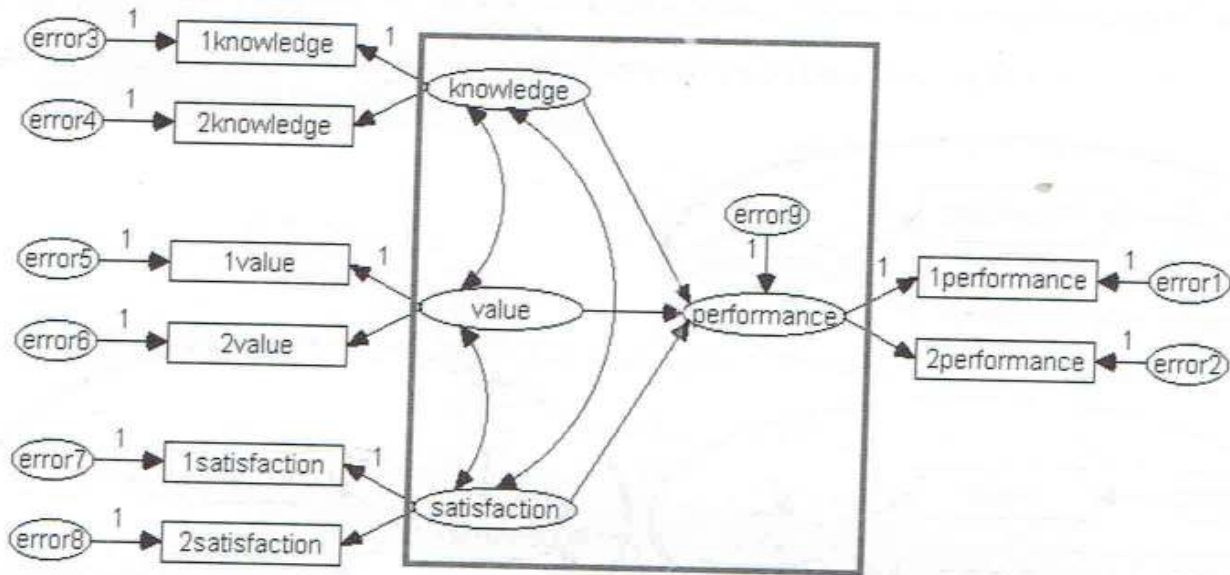 error3
1
1knowledge
1
knowledge
error4
1
2knowledge
error9
1
error5
1
1value
1
value
performance
1
1performance
1
error1
error6
1
2value
2performance
1
error2
error7
1
1satisfaction
1
satisfaction
error8
1
2satisfaction